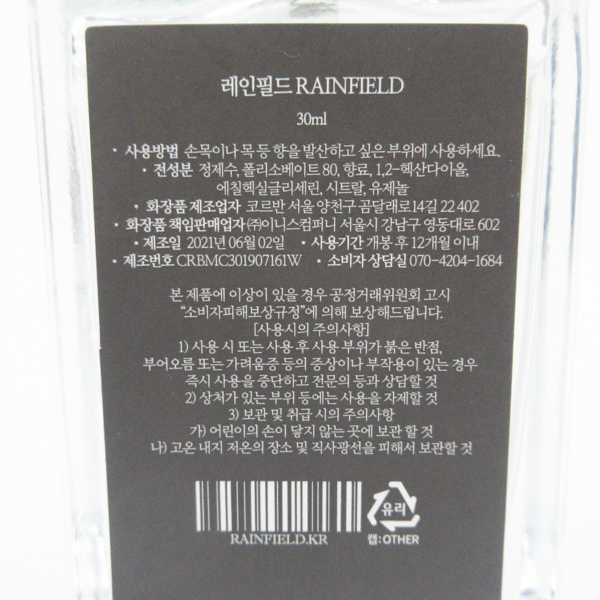 레인필드 RAINFIELD
30ml
• 사용방법 손목이나 목 등 향을 발산하고 싶은 부위에 사용하세요.
• 전성분 정제수, 폴리소베이트 80, 향료, 1,2-헥산다이올,
에칠헥실글리세린, 시트랄, 유제놀
• 화장품 제조업자 코르반 서울 양천구 곰달래로14길 22 402
• 화장품 책임판매업자 ㈜이니스컴퍼니 서울시 강남구 영동대로 602
• 제조일 2021년 06월 02일 • 사용기간 개봉 후 12개월 이내
• 제조번호 CRBMC301907161W • 소비자 상담실 070-4204-1684
본 제품에 이상이 있을 경우 공정거래위원회 고시
"소비자피해보상규정"에 의해 보상해드립니다.
[사용시의 주의사항]
1) 사용 시 또는 사용 후 사용 부위가 붉은 반점,
부어오름 또는 가려움증 등의 증상이나 부작용이 있는 경우
즉시 사용을 중단하고 전문의 등과 상담할 것
2) 상처가 있는 부위 등에는 사용을 자제할 것
3) 보관 및 취급 시의 주의사항
가) 어린이의 손이 닿지 않는 곳에 보관 할 것
나) 고온 내지 저온의 장소 및 직사광선을 피해서 보관할 것
RAINFIELD.KR
유리
캡:OTHER